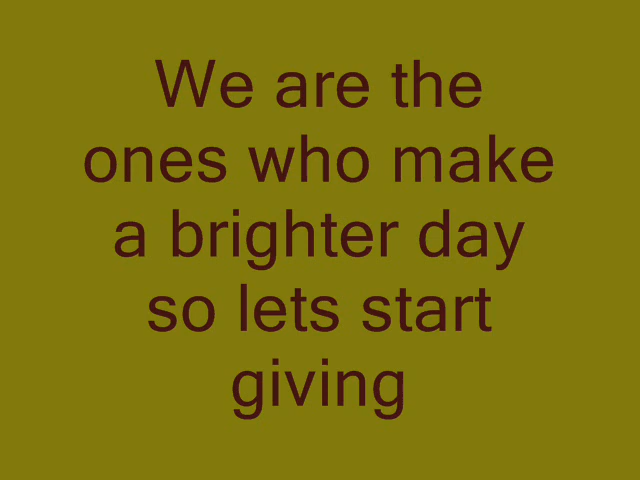 We are the
ones who make
a brighter day
so lets start
giving